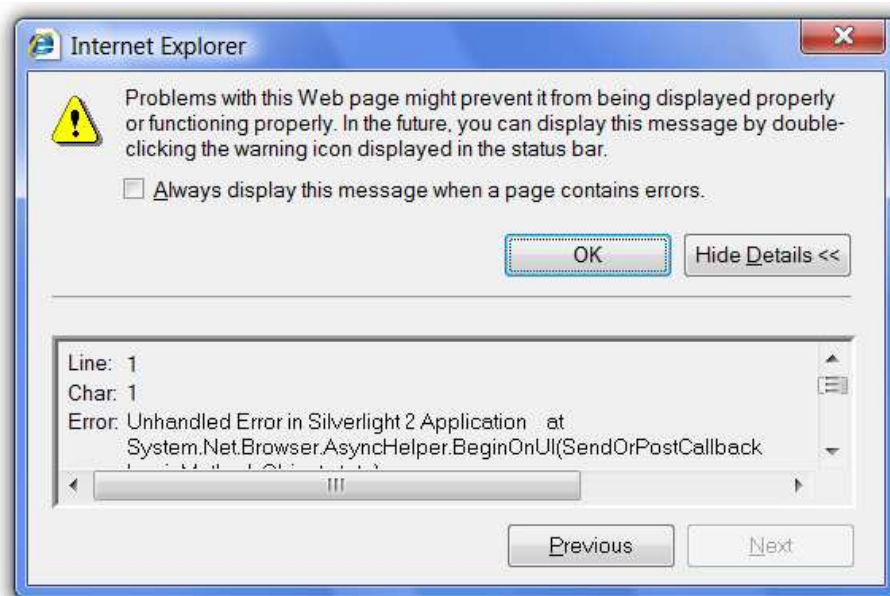 Internet Explorer
Problems with this Web page might prevent it from being displayed properly
or functioning properly. In the future, you can display this message by double-
clicking the warning icon displayed in the status bar.
Always display this message when a page contains errors.
OK
Hide Details <<
Line: 1
Char: 1
Error: Unhandled Error in Silverlight 2 Application at
System.Net.Browser.AsyncHelper.BeginOnUI(SendOrPostCallback
Previous
Next